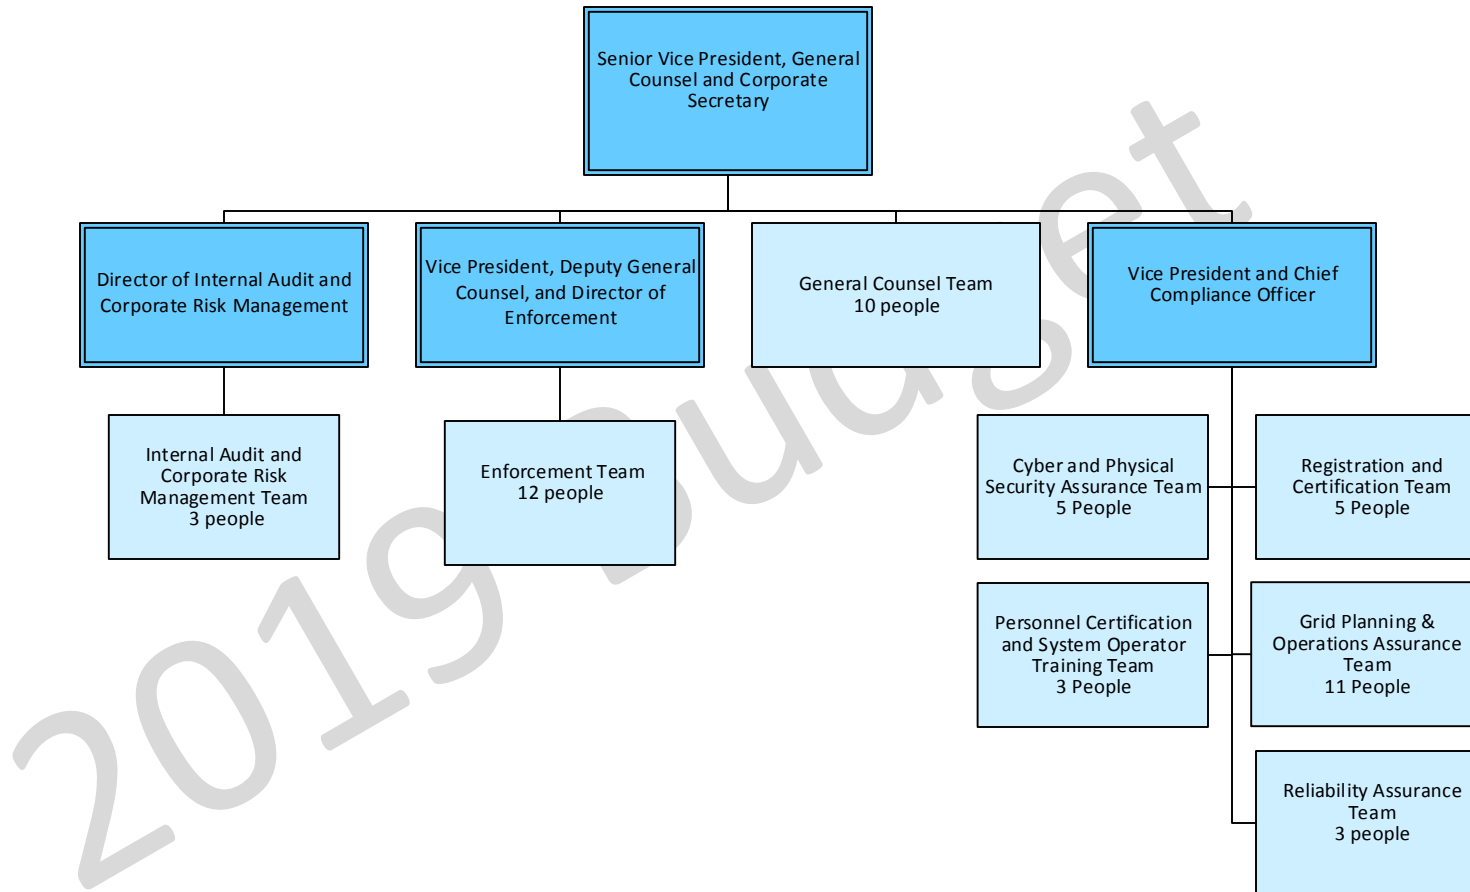 Senior Vice President, General
Counsel and Corporate
Secretary
Director of Internal Audit and
Corporate Risk Management
Vice President, Deputy General
Counsel, and Director of
Enforcement
General Counsel Team
10 people
Vice President and Chief
Compliance Officer
Internal Audit and
Corporate Risk
Management Team
3 people
Enforcement Team
12 people
Cyber and Physical
Security Assurance Team
5 People
Registration and
Certification Team
5 People
Personnel Certification
and System Operator
Training Team
3 People
Grid Planning &
Operations Assurance
Team
11 People
Reliability Assurance
Team
3 people
2019 Budget